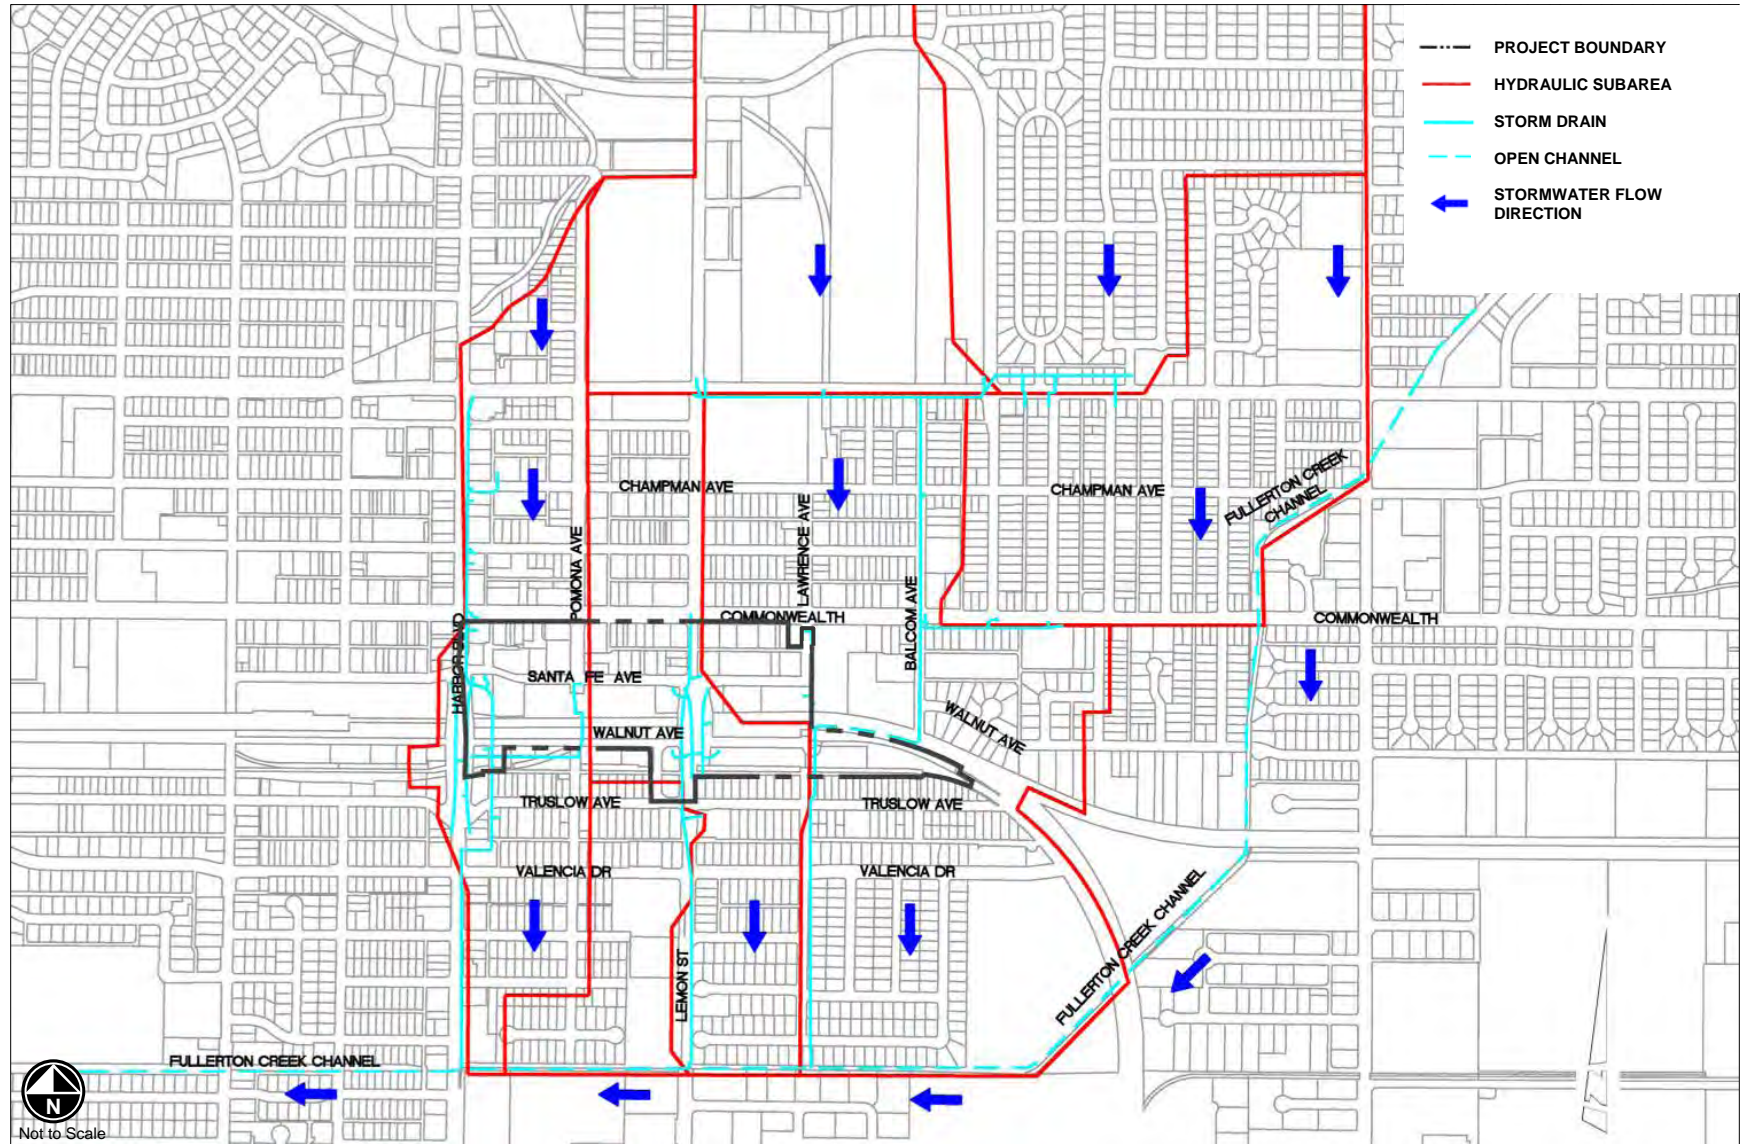 PROJECT BOUNDARY
HYDRAULIC SUBAREA
STORM DRAIN
OPEN CHANNEL
STORMWATER FLOW
DIRECTION
CHAMPMAN AVE
CHAMPMAN AVE
FULLERTON CREEK
CHANNEL
POMONA AVE
LAWRENCE AVE
BALCOM AVE
COMMONWEALTH
COMMONWEALTH
HARBOR BLVD
SANTA FE AVE
WALNUT AVE
WALNUT AVE
TRUSLOW AVE
TRUSLOW AVE
VALENCIA DR
VALENCIA DR
LEMON ST
FULLERTON CREEK CHANNEL
FULLERTON CREEK CHANNEL
N
Not to Scale